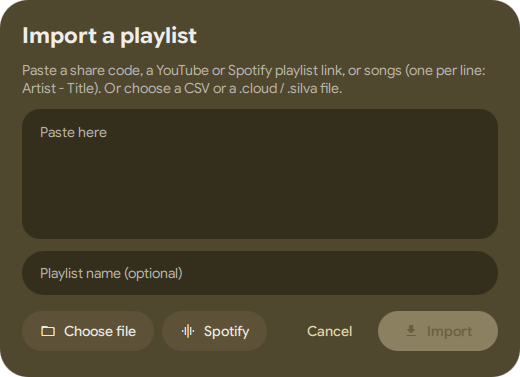 Import a playlist
Paste a share code, a YouTube or Spotify playlist link, or songs (one per line:
Artist - Title). Or choose a CSV or a .cloud / .silva file.
Paste here
Playlist name (optional)
Choose file
Spotify
Cancel
Import